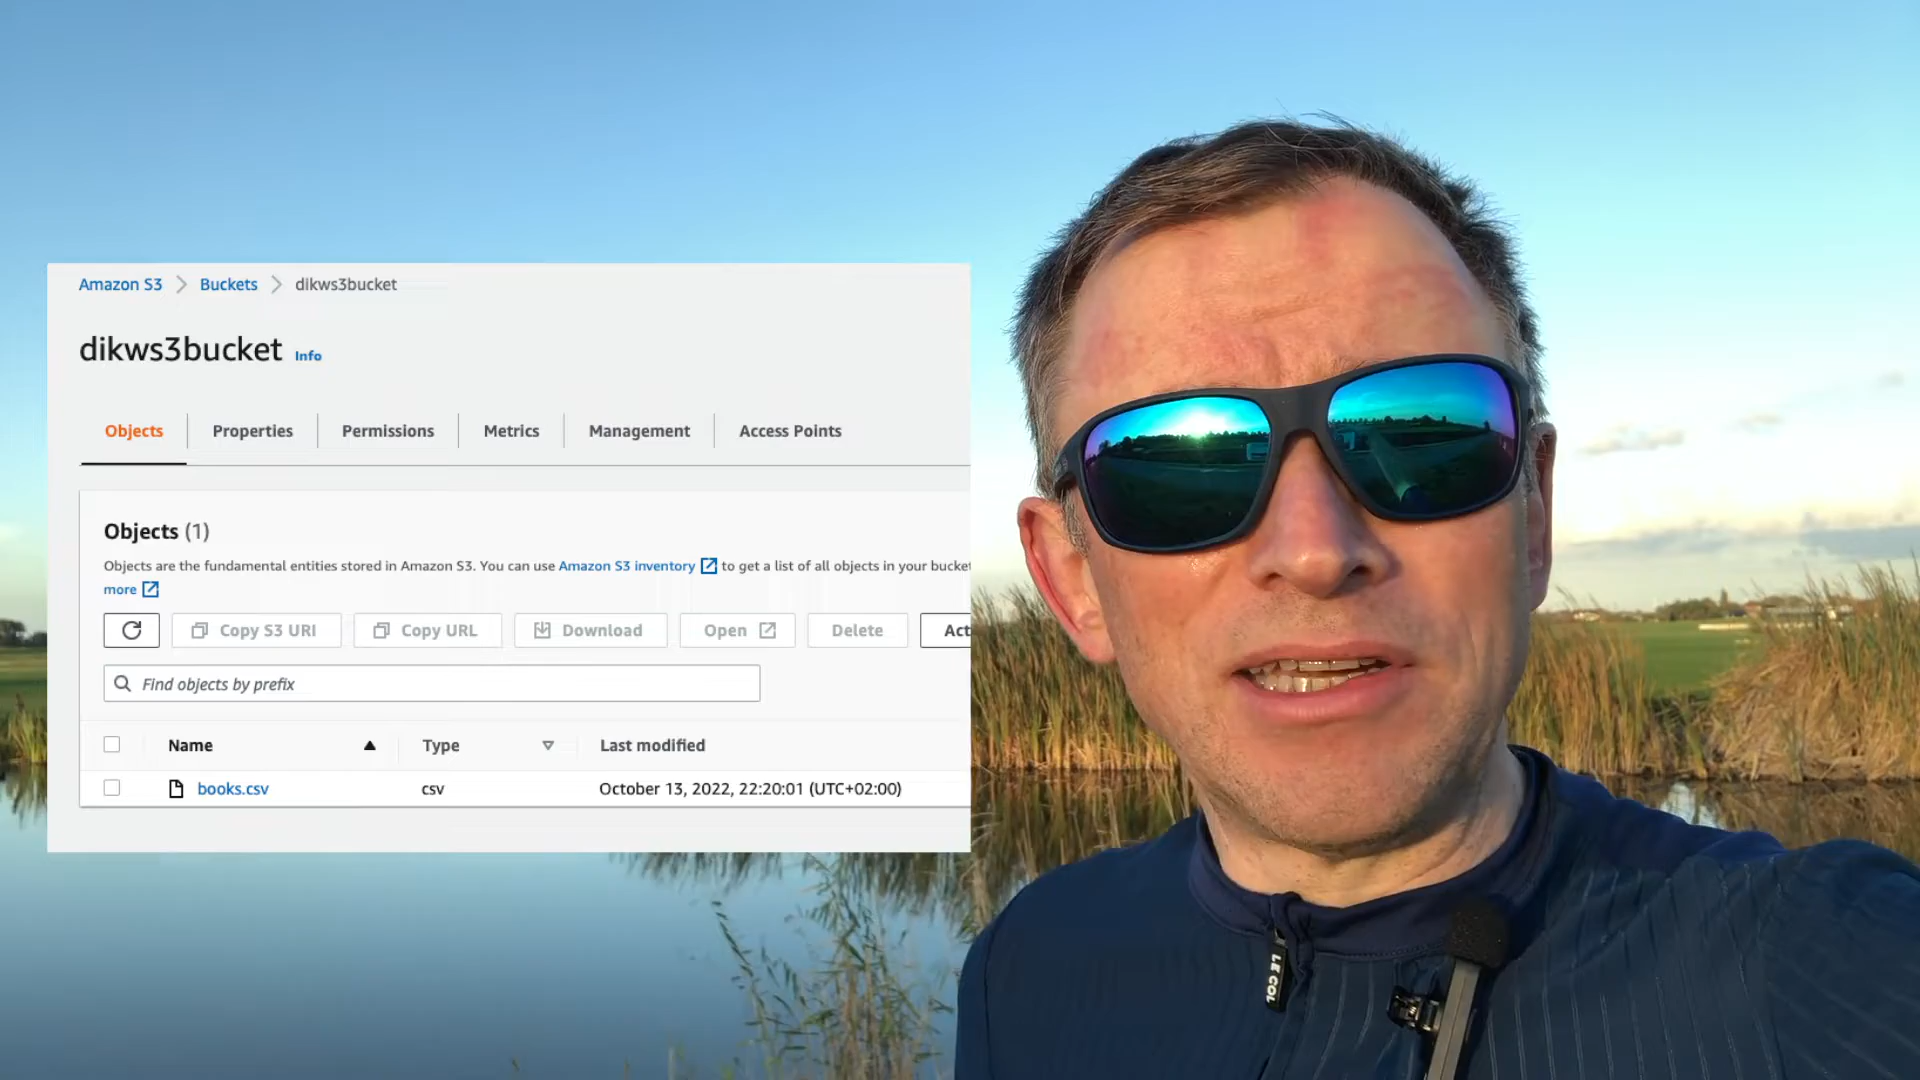 Amazon S3 > Buckets > dikws3bucket
dikws3bucket Info
Objects Properties Permissions Metrics Management Access Points
Objects (1)
Objects are the fundamental entities stored in Amazon S3. You can use Amazon S3 inventory to get a list of all objects in your bucket
more
Copy S3 URI Copy URL Download Open Delete Act
Find objects by prefix
Name Type Last modified
books.csv csv October 13, 2022, 22:20:01 (UTC+02:00)
LE COL